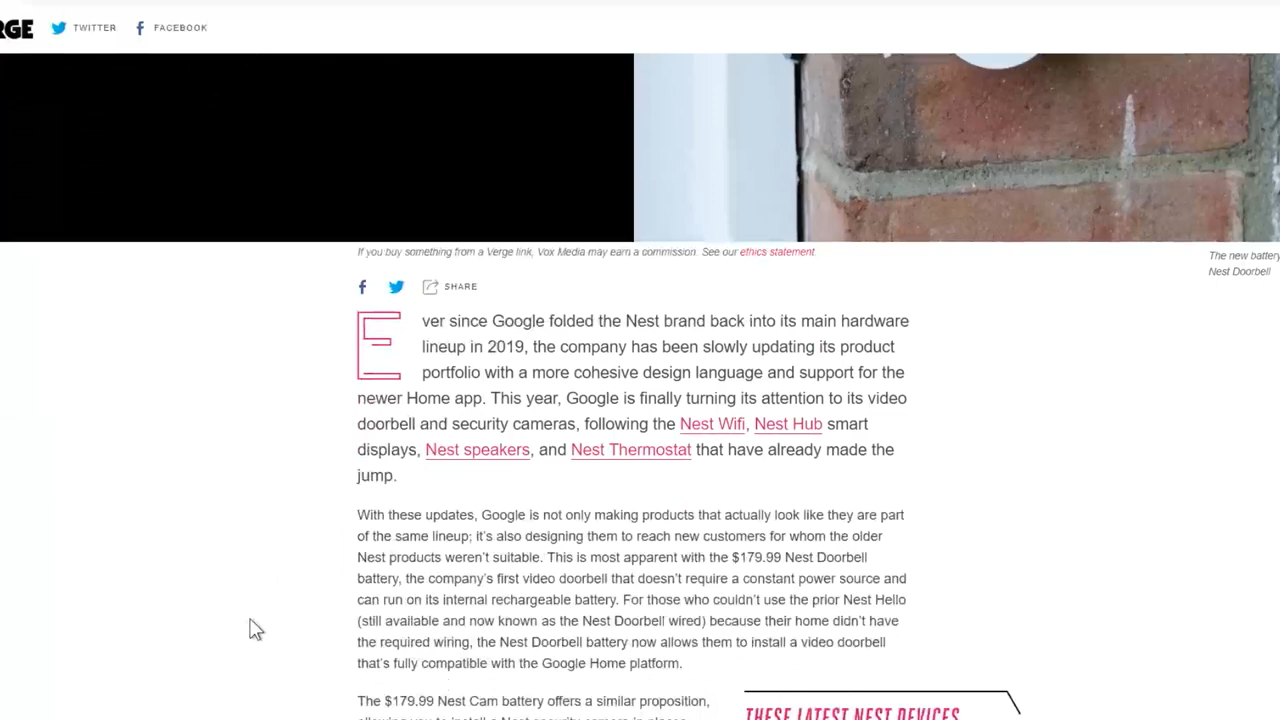 RGE TWITTER FACEBOOK
If you buy something from a Verge link, Vox Media may earn a commission. See our ethics statement.
The new battery
Nest Doorbell
SHARE
Ever since Google folded the Nest brand back into its main hardware
lineup in 2019, the company has been slowly updating its product
portfolio with a more cohesive design language and support for the
newer Home app. This year, Google is finally turning its attention to its video
doorbell and security cameras, following the Nest Wifi, Nest Hub smart
displays, Nest speakers, and Nest Thermostat that have already made the
jump.
With these updates, Google is not only making products that actually look like they are part
of the same lineup; it's also designing them to reach new customers for whom the older
Nest products weren't suitable. This is most apparent with the $179.99 Nest Doorbell
battery, the company's first video doorbell that doesn't require a constant power source and
can run on its internal rechargeable battery. For those who couldn't use the prior Nest Hello
(still available and now known as the Nest Doorbell wired) because their home didn't have
the required wiring, the Nest Doorbell battery now allows them to install a video doorbell
that's fully compatible with the Google Home platform.
The $179.99 Nest Cam battery offers a similar proposition,
allowing you to install a Nest security camera in places
THESE LATEST NEST DEVICES